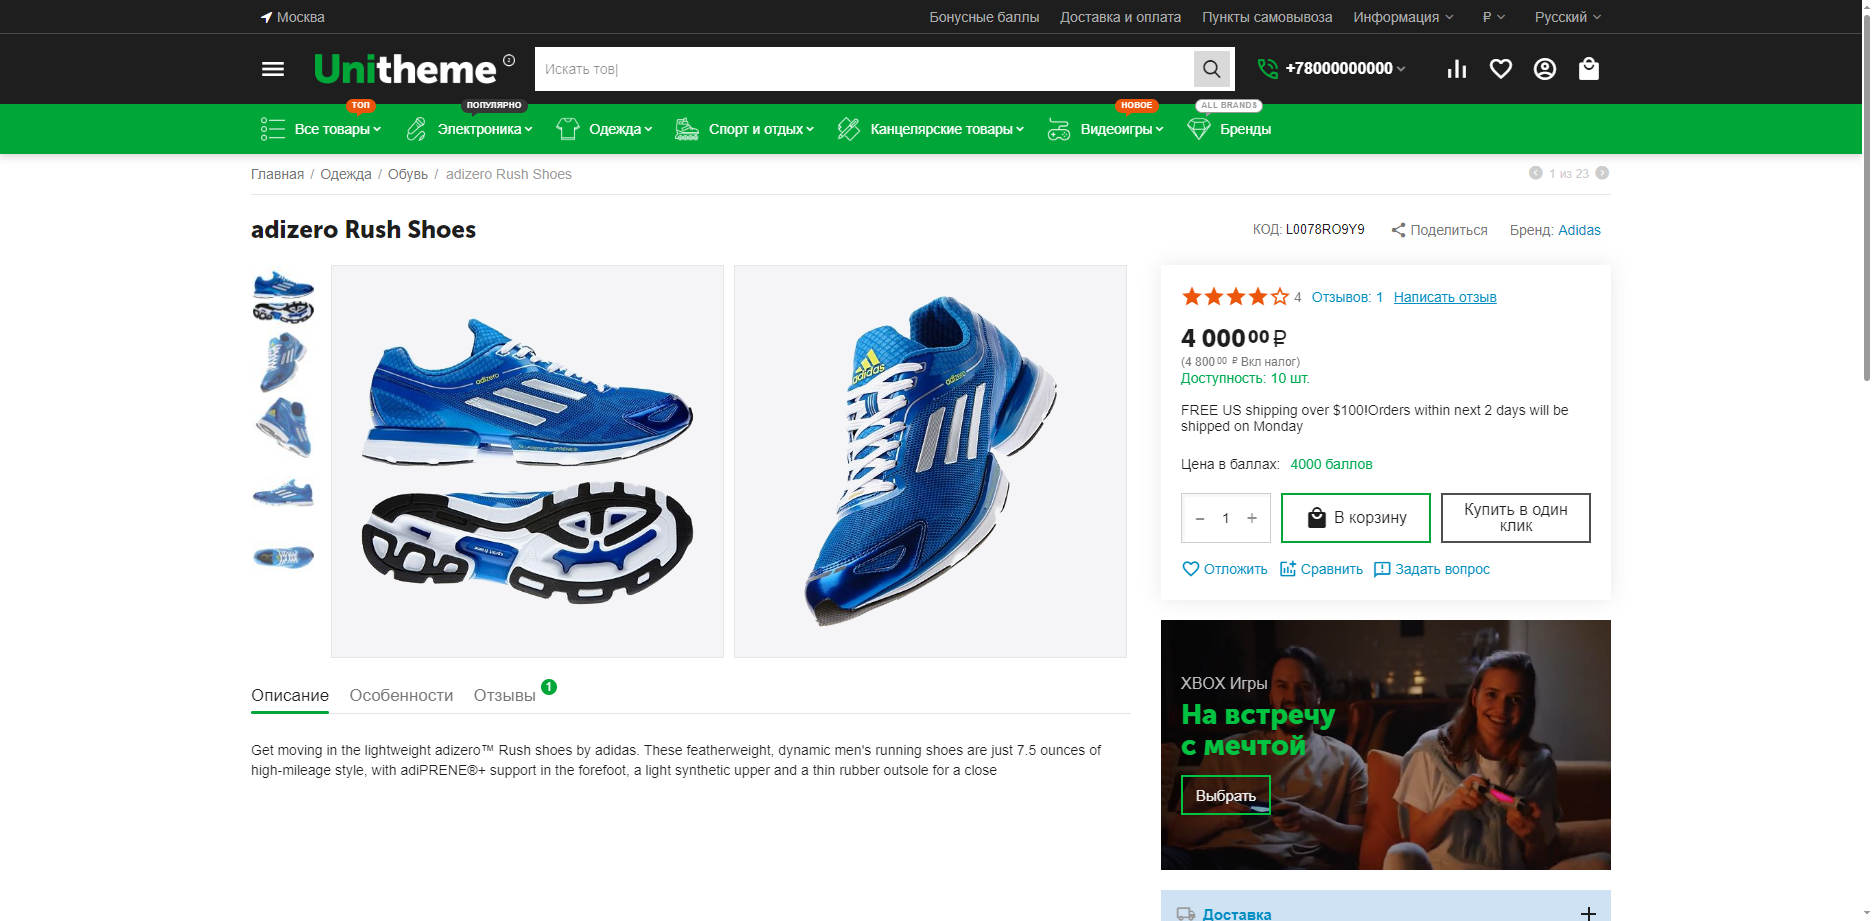 Москва
Бонусные баллы
Доставка и оплата
Пункты самовывоза
Информация
₽
Русский
Unitheme
Искать тов
+78000000000
ТОП
ПОПУЛЯРНО
НОВОЕ
ALL BRANDS
Все товары
Электроника
Одежда
Спорт и отдых
Канцелярские товары
Видеоигры
Бренды
Главная / Одежда / Обувь / adizero Rush Shoes
1 из 23
adizero Rush Shoes
КОД: L0078RO9Y9
Поделиться
Бренд: Adidas
adizero
adidas
adizero
4 Отзывов: 1 Написать отзыв
4 000 00 ₽
(4 800 00 ₽ Вкл налог)
Доступность: 10 шт.
FREE US shipping over $100!Orders within next 2 days will be
shipped on Monday
Цена в баллах: 4000 баллов
− 1 +
В корзину
Купить в один
клик
Отложить
Сравнить
Задать вопрос
Описание
Особенности
Отзывы 1
Get moving in the lightweight adizero™ Rush shoes by adidas. These featherweight, dynamic men's running shoes are just 7.5 ounces of
high-mileage style, with adiPRENE®+ support in the forefoot, a light synthetic upper and a thin rubber outsole for a close
XBOX Игры
На встречу
с мечтой
Выбрать
Доставка